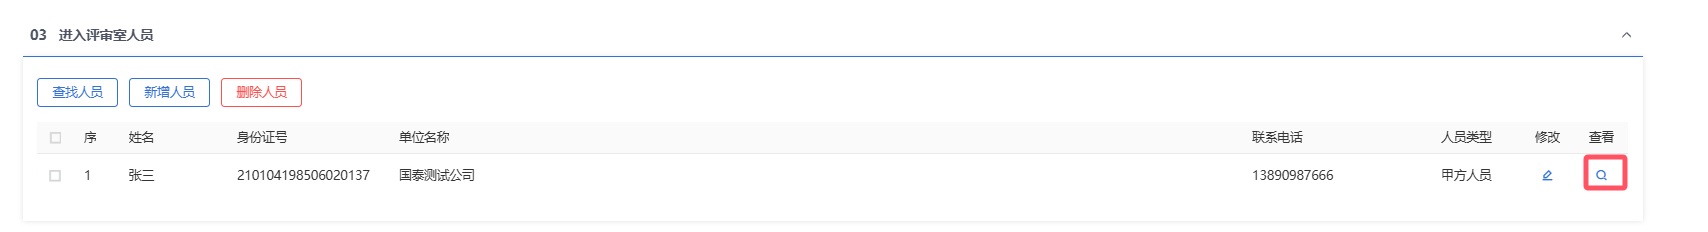 03 进入评审室人员
查找人员 新增人员 删除人员
序 姓名 身份证号 单位名称 联系电话 人员类型 修改 查看
1 张三 210104198506020137 国泰测试公司 13890987666 甲方人员